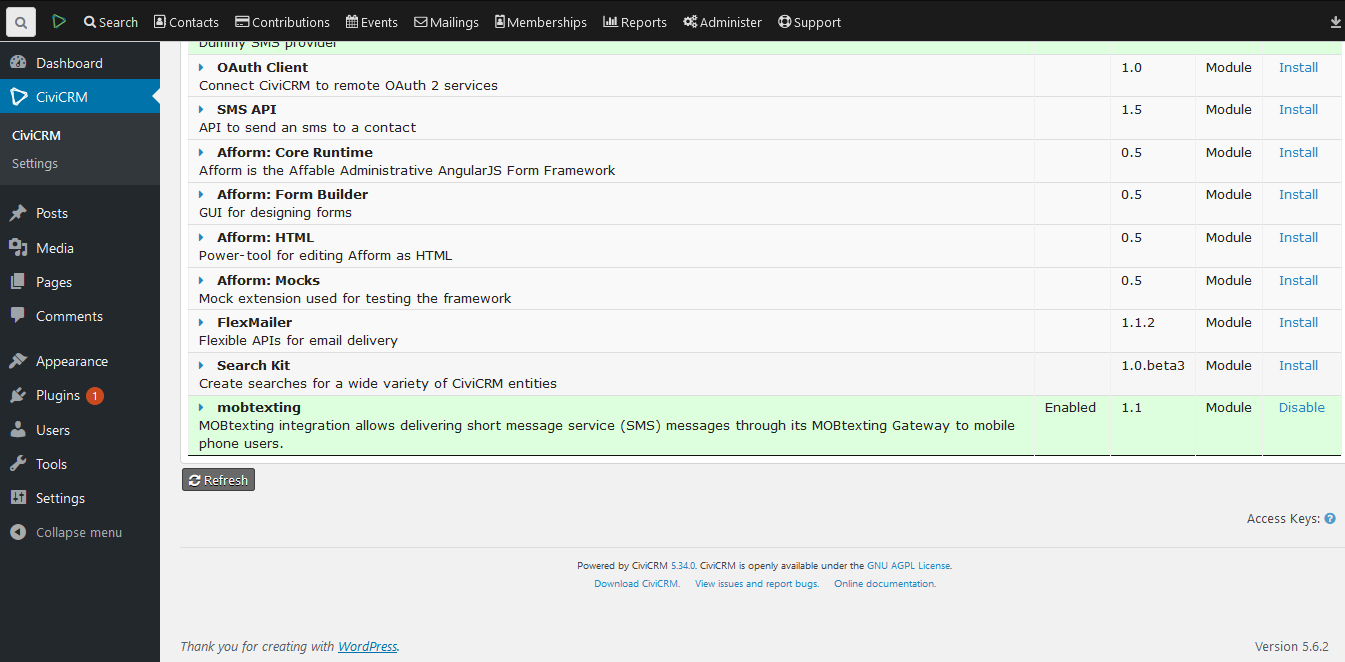 Search Contacts Contributions Events Mailings Memberships Reports Administer Support
Dashboard
CiviCRM
CiviCRM
Settings
Posts
Media
Pages
Comments
Appearance
Plugins 1
Users
Tools
Settings
Collapse menu
Dummy SMS provider
OAuth Client 1.0 Module Install
Connect CiviCRM to remote OAuth 2 services
SMS API 1.5 Module Install
API to send an sms to a contact
Afform: Core Runtime 0.5 Module Install
Afform is the Affable Administrative AngularJS Form Framework
Afform: Form Builder 0.5 Module Install
GUI for designing forms
Afform: HTML 0.5 Module Install
Power-tool for editing Afform as HTML
Afform: Mocks 0.5 Module Install
Mock extension used for testing the framework
FlexMailer 1.1.2 Module Install
Flexible APIs for email delivery
Search Kit 1.0.beta3 Module Install
Create searches for a wide variety of CiviCRM entities
mobtexting Enabled 1.1 Module Disable
MOBtexting integration allows delivering short message service (SMS) messages through its MOBtexting Gateway to mobile
phone users.
Refresh
Access Keys: ?
Powered by CiviCRM 5.34.0. CiviCRM is openly available under the GNU AGPL License.
Download CiviCRM. View issues and report bugs. Online documentation.
Thank you for creating with WordPress. Version 5.6.2